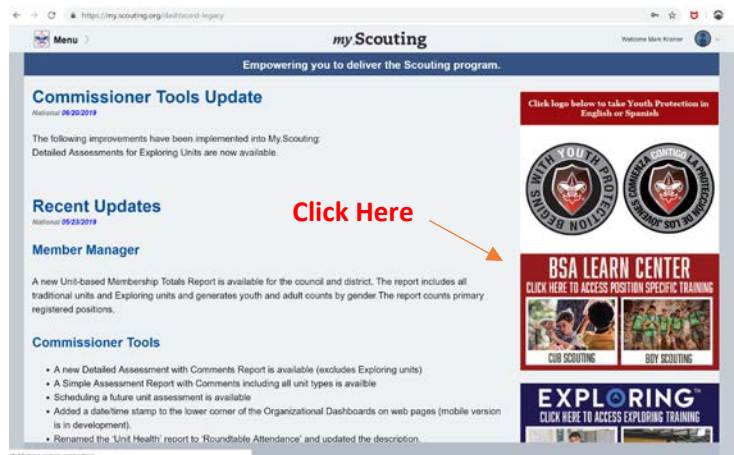 https://my.scouting.org/dashboard-legacy
Menu
my.Scouting
Welcome Mark Kramer
Empowering you to deliver the Scouting program.
Commissioner Tools Update
National 06/20/2019
The following improvements have been implemented into My.Scouting:
Detailed Assessments for Exploring Units are now available.
Recent Updates
National 05/23/2019
Member Manager
A new Unit-based Membership Totals Report is available for the council and district. The report includes all
traditional units and Exploring units and generates youth and adult counts by gender.The report counts primary
registered positions.
Commissioner Tools
• A new Detailed Assessment with Comments Report is available (excludes Exploring units)
• A Simple Assessment Report with Comments including all unit types is availble
• Scheduling a future unit assessment is available
• Added a date/time stamp to the lower corner of the Organizational Dashboards on web pages (mobile version
is in development).
• Renamed the 'Unit Health' report to 'Roundtable Attendance' and updated the description.
Click Here
Click logo below to take Youth Protection in
English or Spanish
YOUTH PROTECTION BEGINS WITH YOU
LA PROTECCIÓN DE LOS JÓVENES COMIENZA CONTIGO
BSA LEARN CENTER
CLICK HERE TO ACCESS POSITION SPECIFIC TRAINING
CUB SCOUTING
BOY SCOUTING
EXPLORING
CLICK HERE TO ACCESS EXPLORING TRAINING